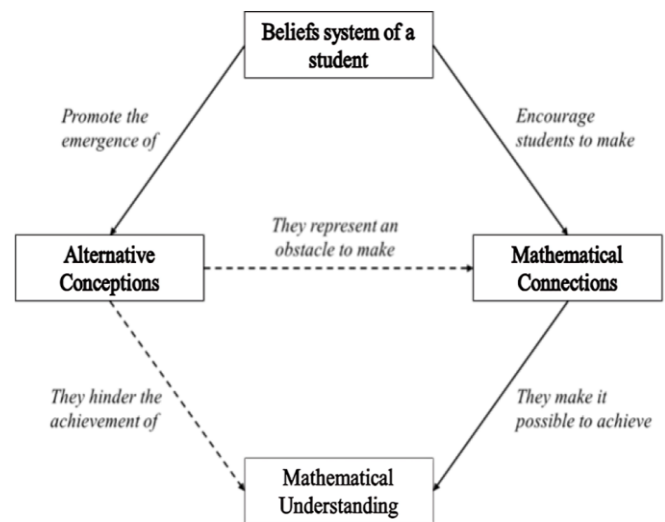 Beliefs system of a
student
Promote the
emergence of
Encourage
students to make
Alternative
Conceptions
They represent an
obstacle to make
Mathematical
Connections
They hinder the
achievement of
They make it
possible to achieve
Mathematical
Understanding